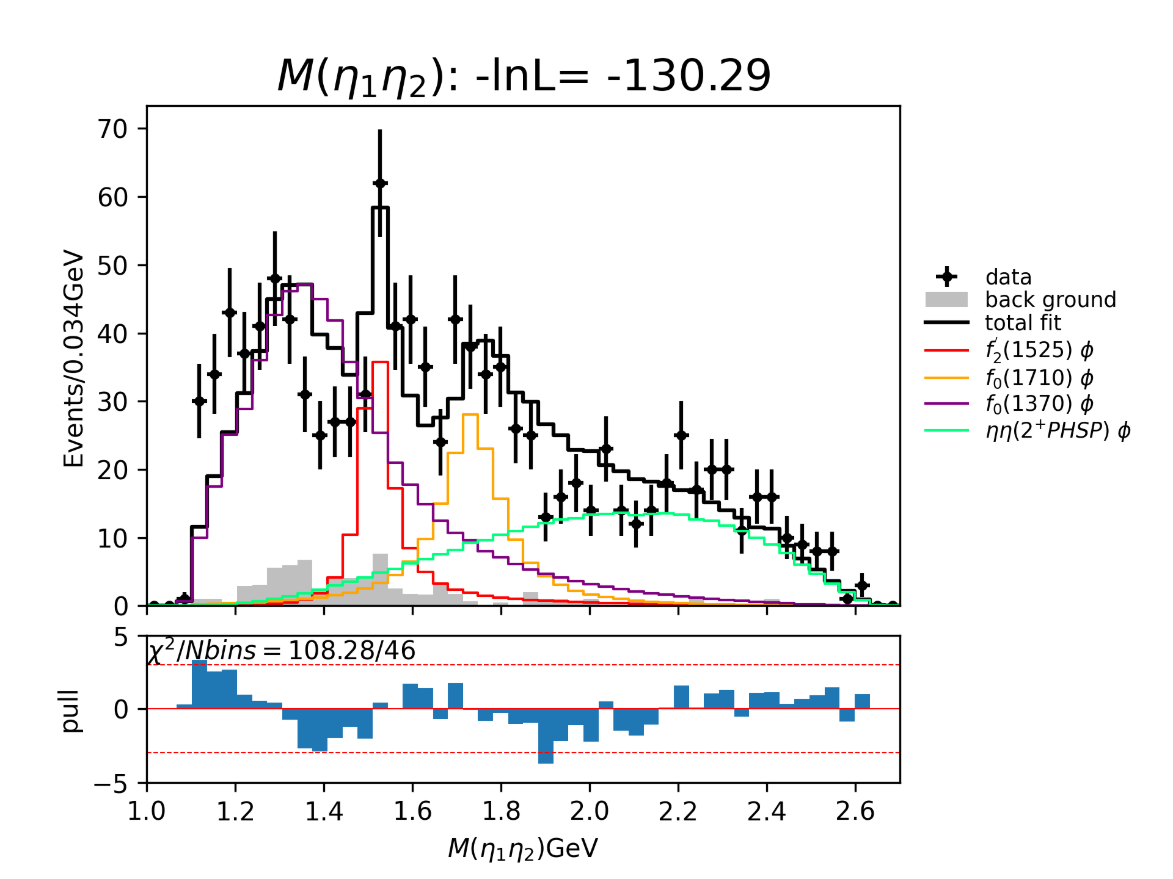 M(η₁η₂): -lnL= -130.29
Events/0.034GeV
70
60
50
40
30
20
10
0
data
back ground
total fit
f₂′(1525) ϕ
f₀(1710) ϕ
f₀(1370) ϕ
ηη(2⁺PHSP) ϕ
χ²/Nbins = 108.28/46
pull
5
0
−5
1.0 1.2 1.4 1.6 1.8 2.0 2.2 2.4 2.6
M(η₁η₂)GeV